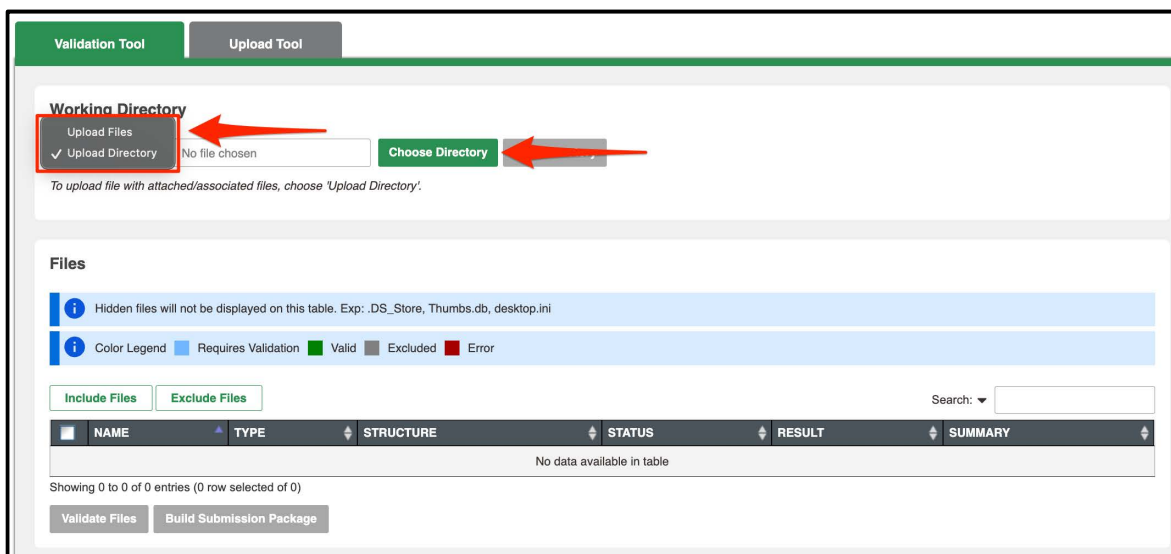 Validation Tool Upload Tool
Working Directory
Upload Files
✓ Upload Directory No file chosen Choose Directory
To upload file with attached/associated files, choose 'Upload Directory'.
Files
Hidden files will not be displayed on this table. Exp: .DS_Store, Thumbs.db, desktop.ini
Color Legend Requires Validation Valid Excluded Error
Include Files Exclude Files Search:
NAME TYPE STRUCTURE STATUS RESULT SUMMARY
No data available in table
Showing 0 to 0 of 0 entries (0 row selected of 0)
Validate Files Build Submission Package